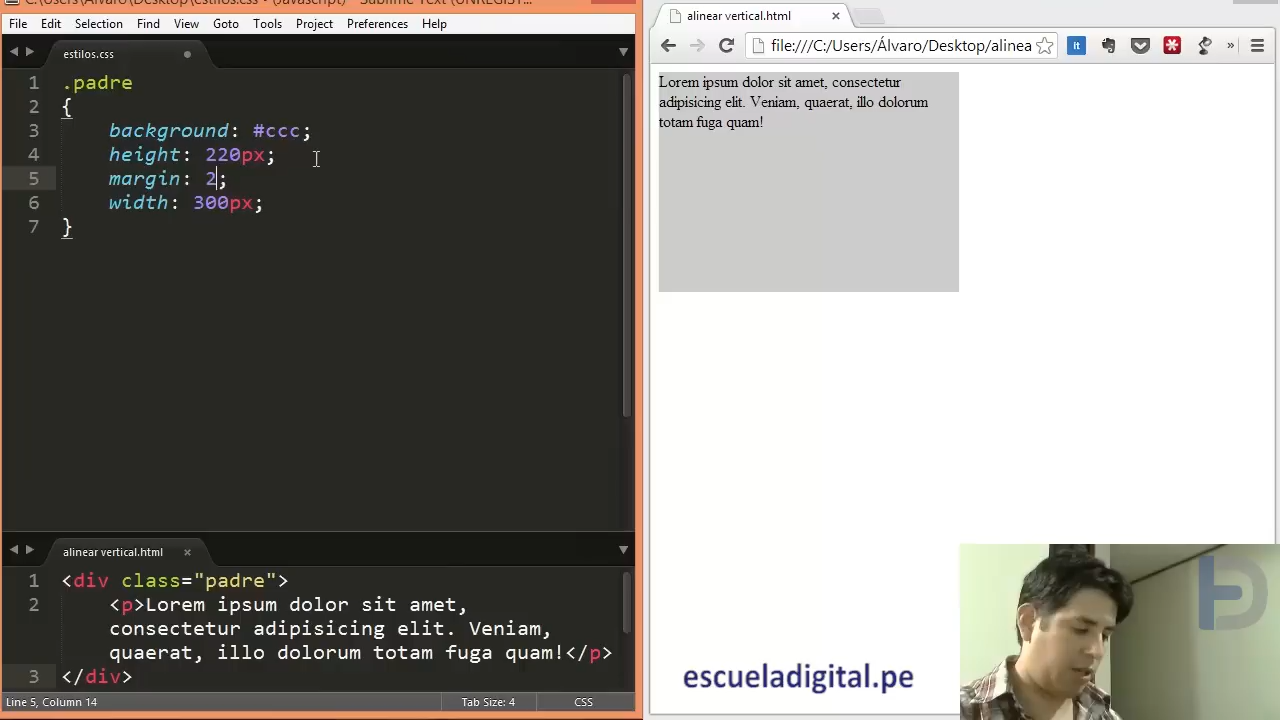 File Edit Selection Find View Goto Tools Project Preferences Help
estilos.css
1 .padre
2 {
3 background: #ccc;
4 height: 220px;
5 margin: 2;
6 width: 300px;
7 }
alinear vertical.html
1 <div class="padre">
2 <p>Lorem ipsum dolor sit amet,
consectetur adipisicing elit. Veniam,
quaerat, illo dolorum totam fuga quam!</p>
3 </div>
Line 5, Column 14 Tab Size: 4 CSS
alinear vertical.html
file:///C:/Users/Álvaro/Desktop/alinea
Lorem ipsum dolor sit amet, consectetur
adipisicing elit. Veniam, quaerat, illo dolorum
totam fuga quam!
escueladigital.pe